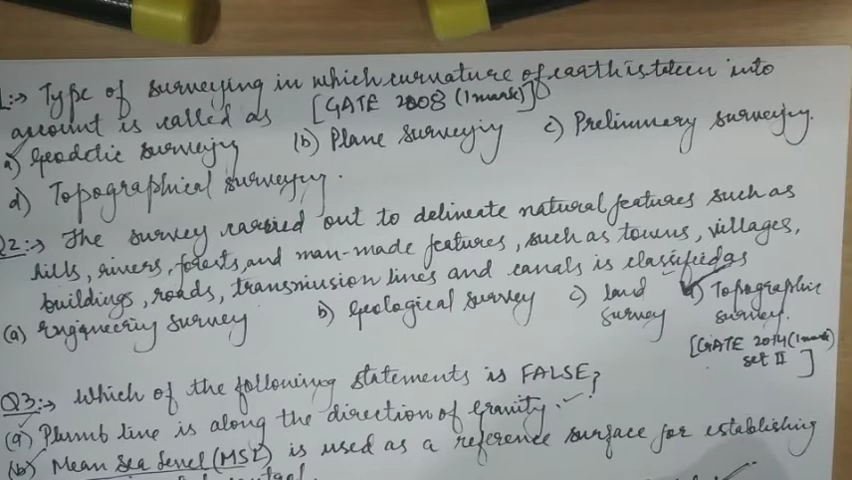 1:→ Type of surveying in which curvature of earth is taken into
account is called as [GATE 2008 (1 mark)]
a) Geodetic surveying (b) Plane surveying c) Preliminary surveying.
d) Topographical surveying.
Q2:→ The survey carried out to delineate natural features such as
hills, rivers, forests, and man-made features, such as towns, villages,
buildings, roads, transmission lines and canals is classified as
(a) Engineering survey b) Geological survey c) land survey d) Topographic survey.
[GATE 2014 (1 mark) set II]
Q3:→ Which of the following statements is FALSE?
(a) Plumb line is along the direction of Gravity.
(b) Mean Sea Level (MSL) is used as a reference surface for establishing